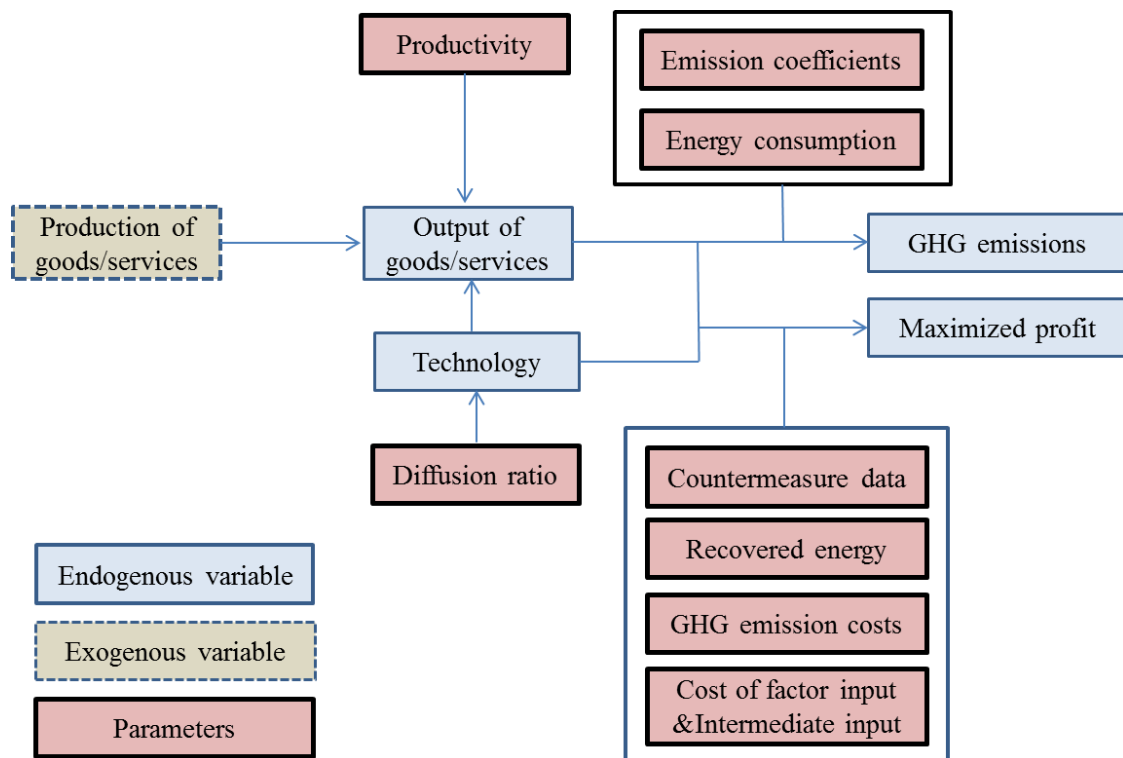 Productivity
Emission coefficients
Energy consumption
Production of
goods/services
Output of
goods/services
GHG emissions
Maximized profit
Technology
Diffusion ratio
Countermeasure data
Recovered energy
GHG emission costs
Cost of factor input
&Intermediate input
Endogenous variable
Exogenous variable
Parameters